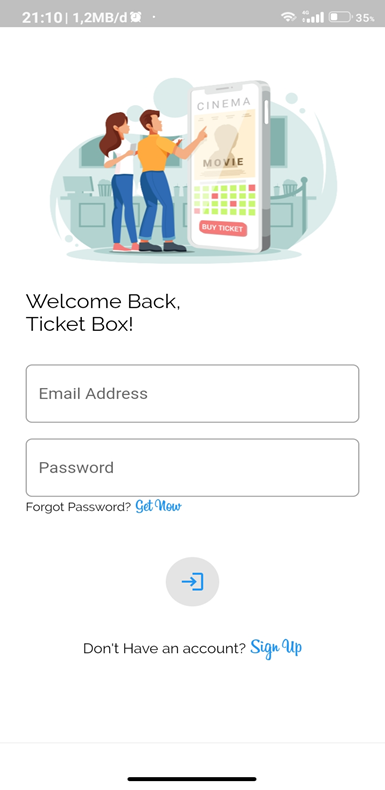 21:10 | 1,2MB/d
35%
CINEMA
MOVIE
BUY TICKET
Welcome Back,
Ticket Box!
Email Address
Password
Forgot Password? Get Now
Don't Have an account? Sign Up